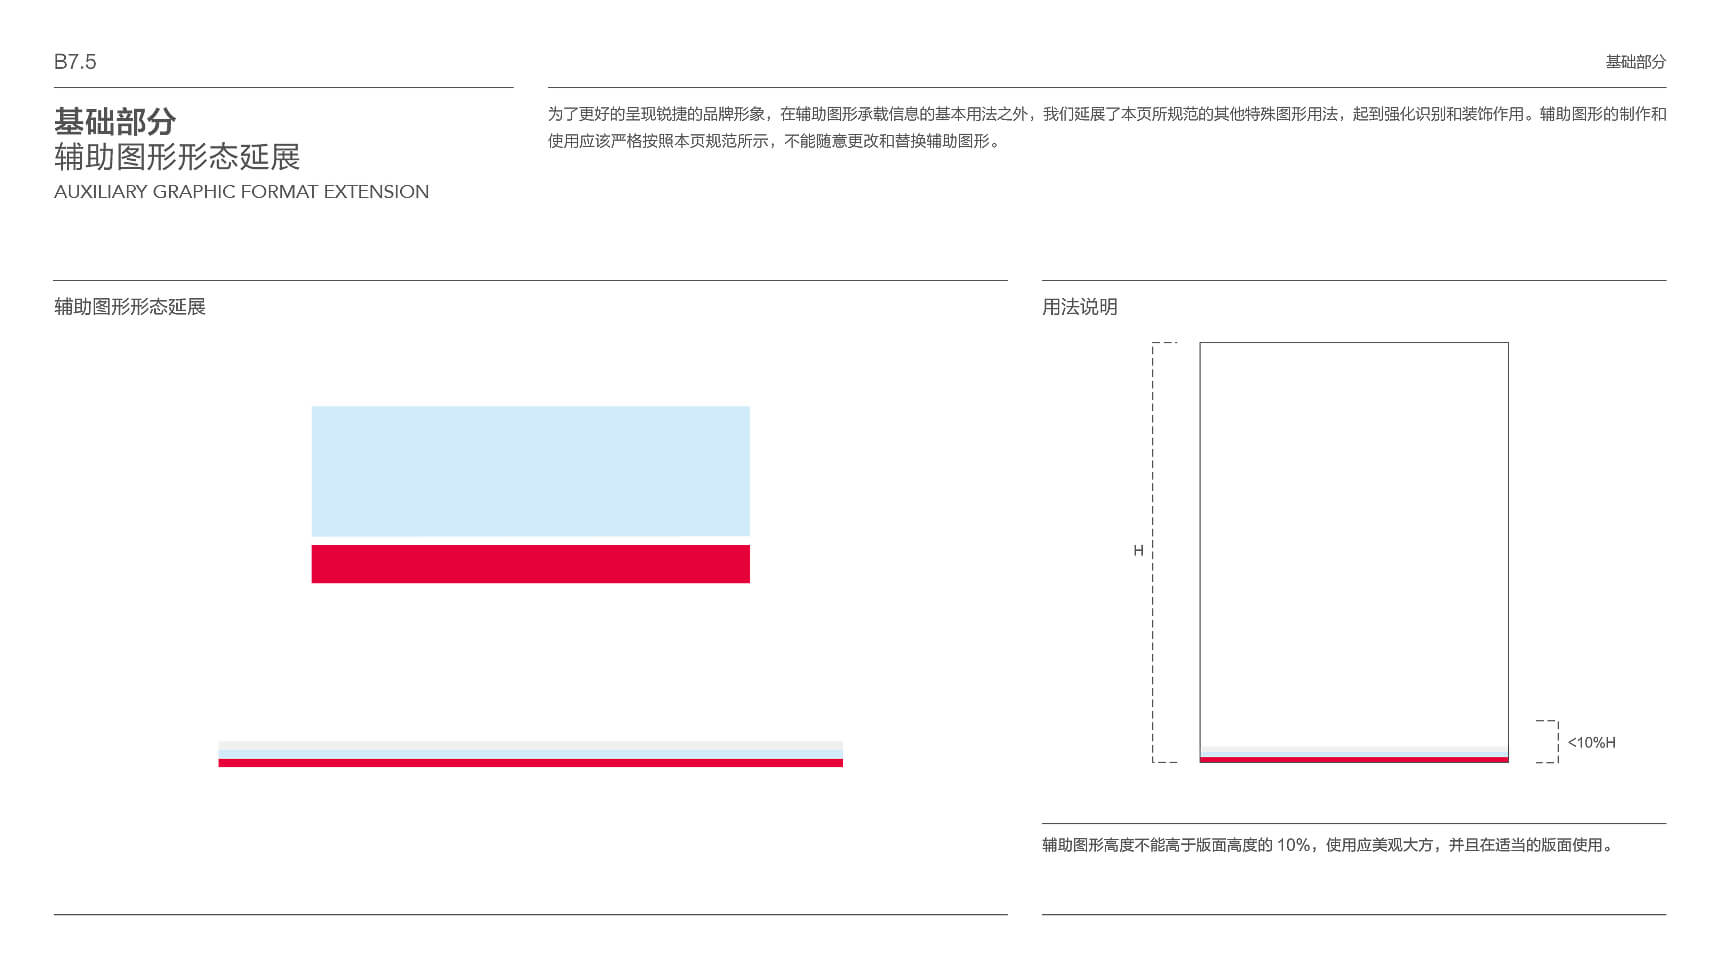 B7.5
基础部分
基础部分
辅助图形形态延展
AUXILIARY GRAPHIC FORMAT EXTENSION
为了更好的呈现锐捷的品牌形象，在辅助图形承载信息的基本用法之外，我们延展了本页所规范的其他特殊图形用法，起到强化识别和装饰作用。辅助图形的制作和
使用应该严格按照本页规范所示，不能随意更改和替换辅助图形。
辅助图形形态延展
用法说明
H
<10%H
辅助图形高度不能高于版面高度的 10%，使用应美观大方，并且在适当的版面使用。